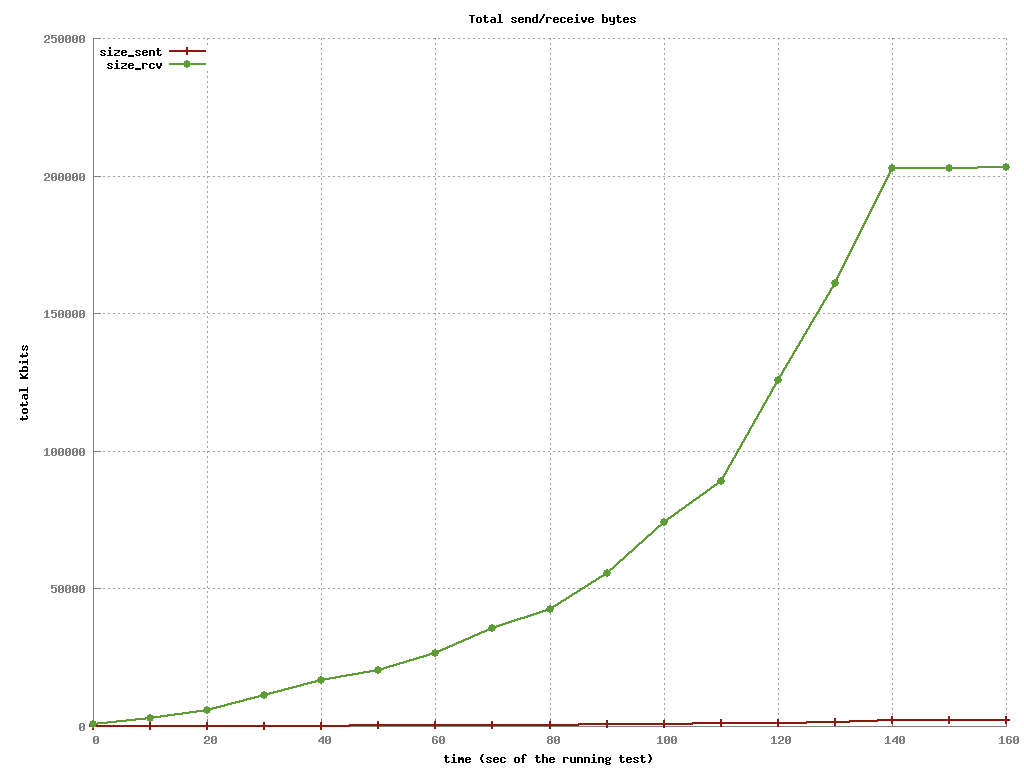 Total send/receive bytes
250000
size_sent
size_rcv
200000
150000
total Kbits
100000
50000
0
0 20 40 60 80 100 120 140 160
time (sec of the running test)